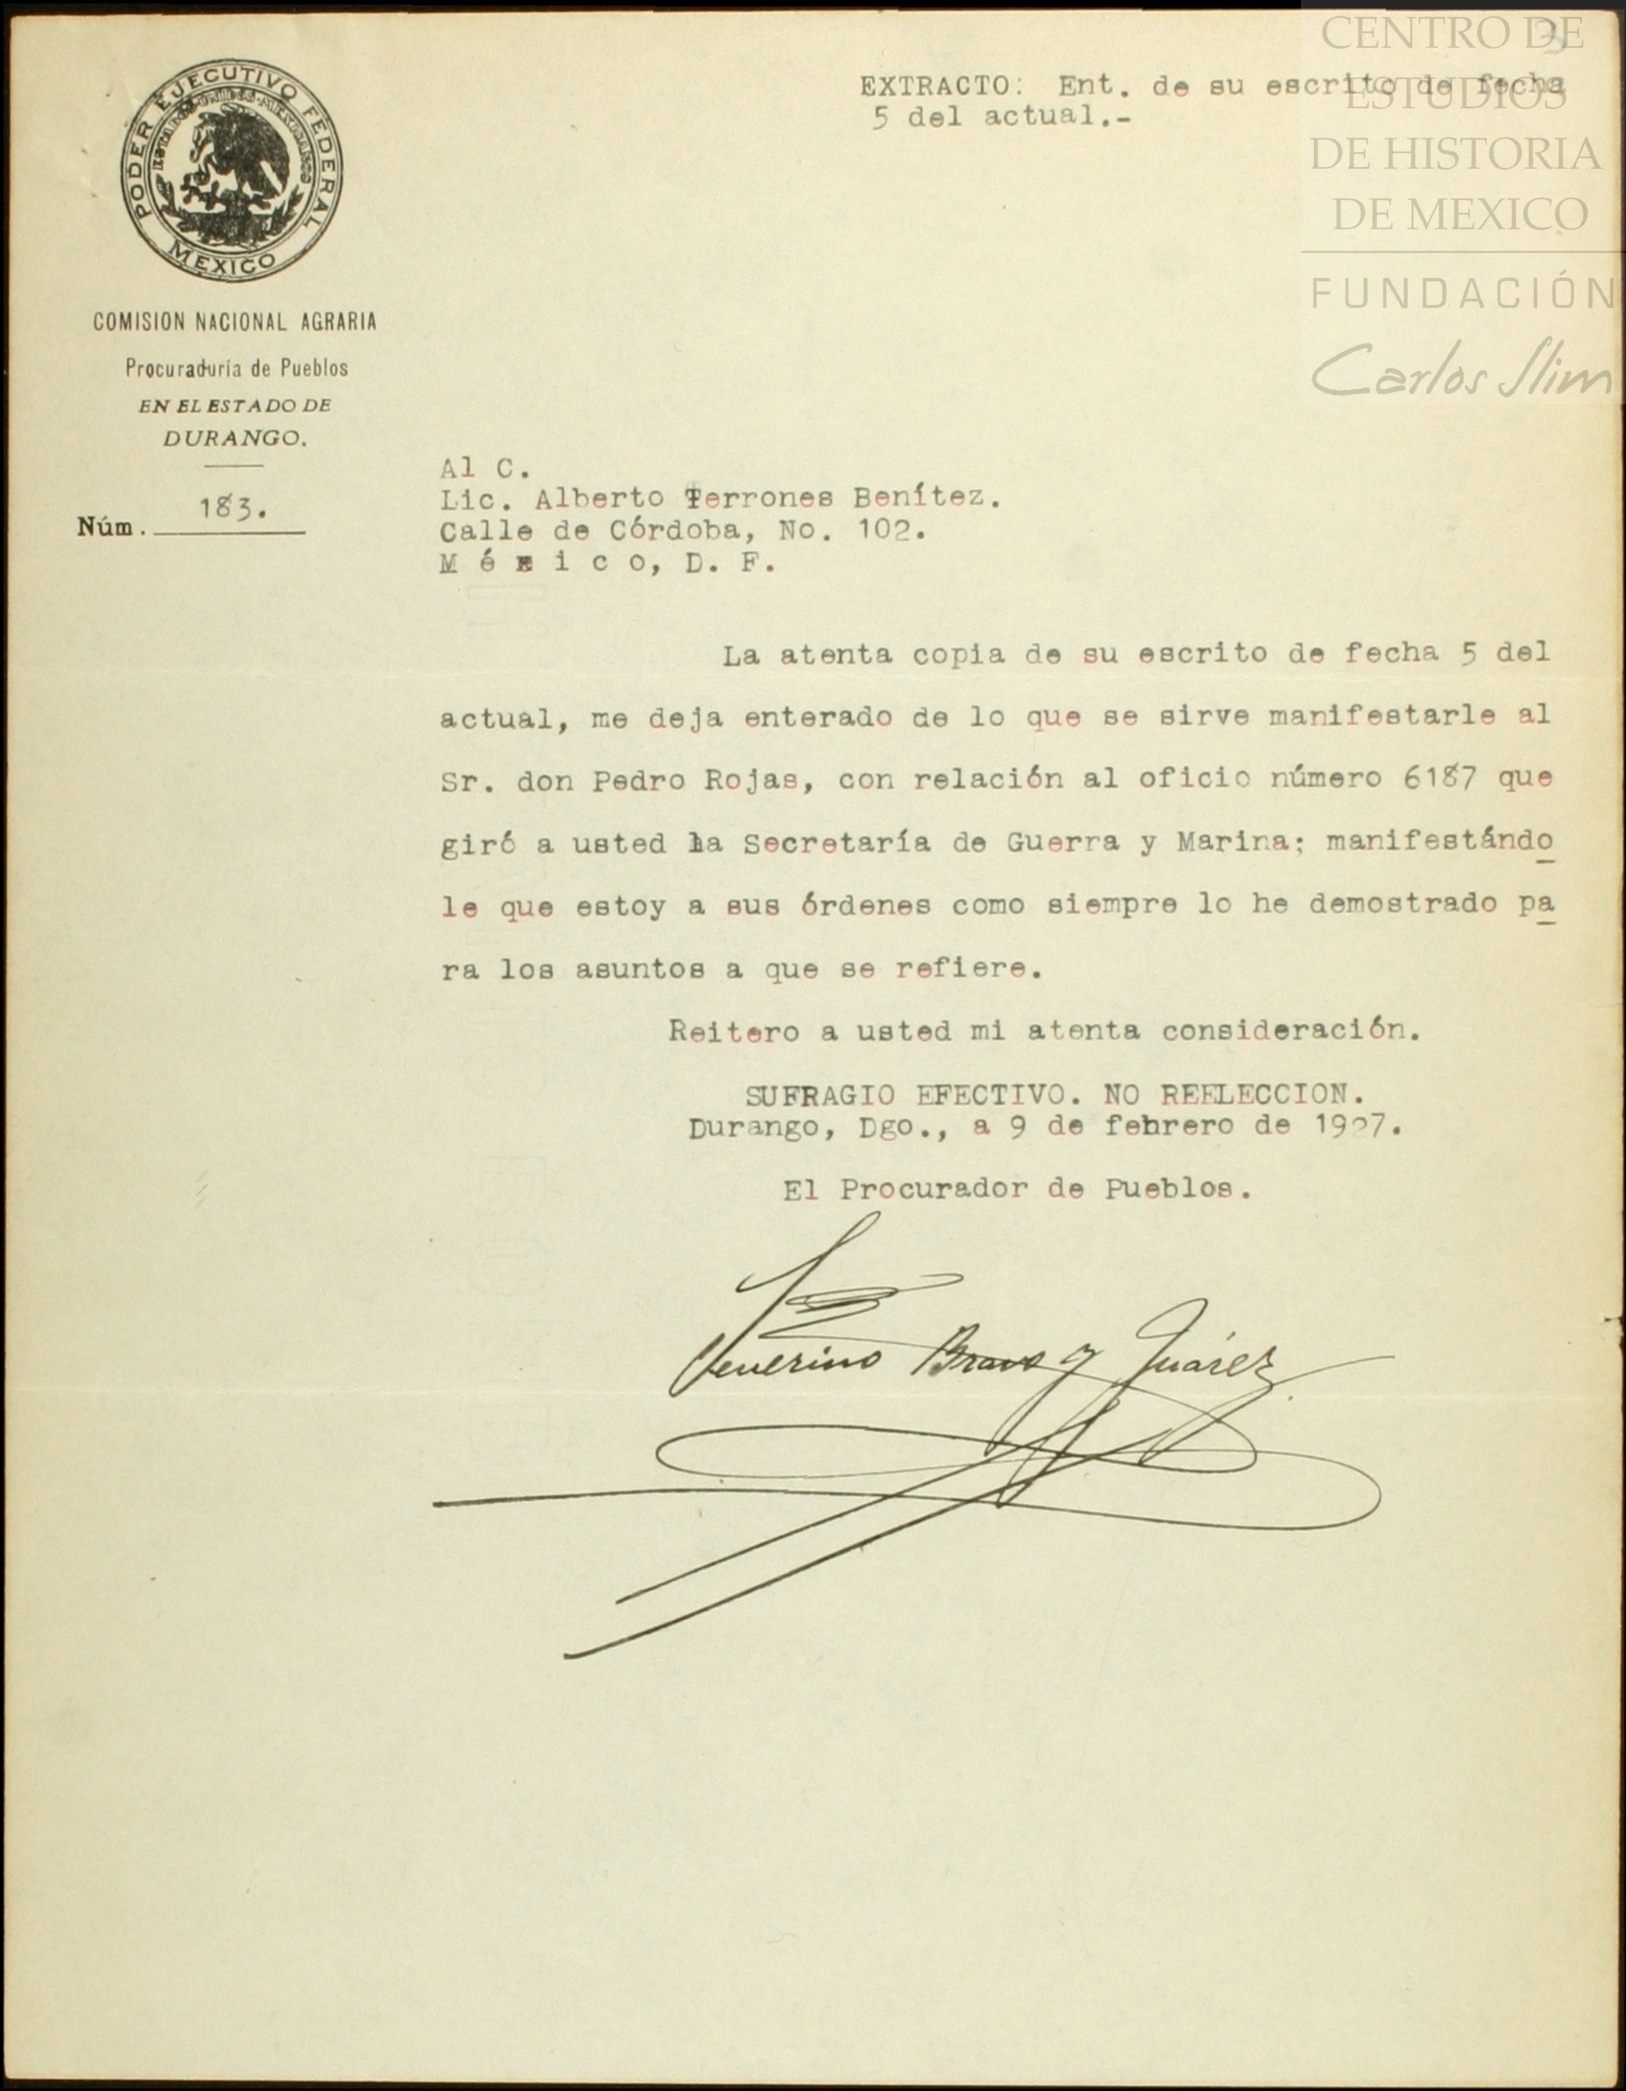 CENTRO DE
ESTUDIOS
DE HISTORIA
DE MEXICO
FUNDACIÓN
Carlos Slim
3
PODER EJECUTIVO FEDERAL
ESTADOS UNIDOS MEXICANOS
MEXICO
COMISION NACIONAL AGRARIA
Procuraduría de Pueblos
EN EL ESTADO DE
DURANGO.
Núm. 183.
EXTRACTO: Ent. de su escrito de fecha
5 del actual.-
Al C.
Lic. Alberto Terrones Benítez.
Calle de Córdoba, No. 102.
M é x i c o, D. F.
La atenta copia de su escrito de fecha 5 del
actual, me deja enterado de lo que se sirve manifestarle al
Sr. don Pedro Rojas, con relación al oficio número 6187 que
giró a usted la Secretaría de Guerra y Marina; manifestándo
le que estoy a sus órdenes como siempre lo he demostrado pa
ra los asuntos a que se refiere.
Reitero a usted mi atenta consideración.
SUFRAGIO EFECTIVO. NO REELECCION.
Durango, Dgo., a 9 de febrero de 1927.
El Procurador de Pueblos.
Severino Bravo y Juárez